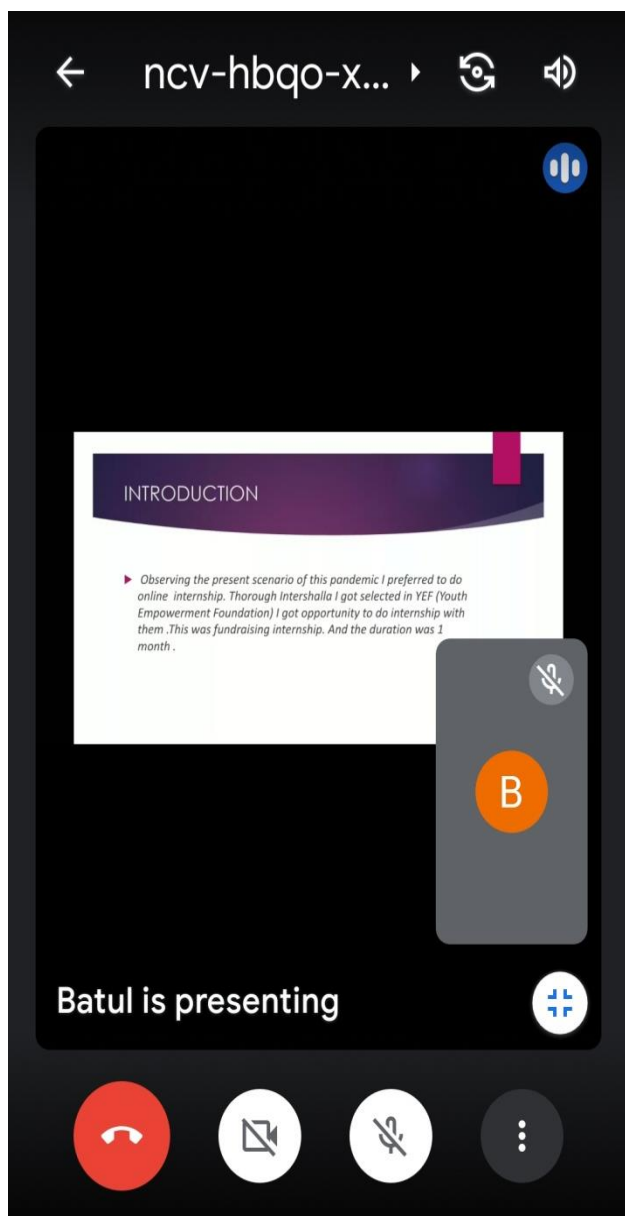 ncv-hbqo-x...
INTRODUCTION
Observing the present scenario of this pandemic I preferred to do
online internship. Thorough Intershalla I got selected in YEF (Youth
Empowerment Foundation) I got opportunity to do internship with
them .This was fundraising internship. And the duration was 1
month .
B
Batul is presenting